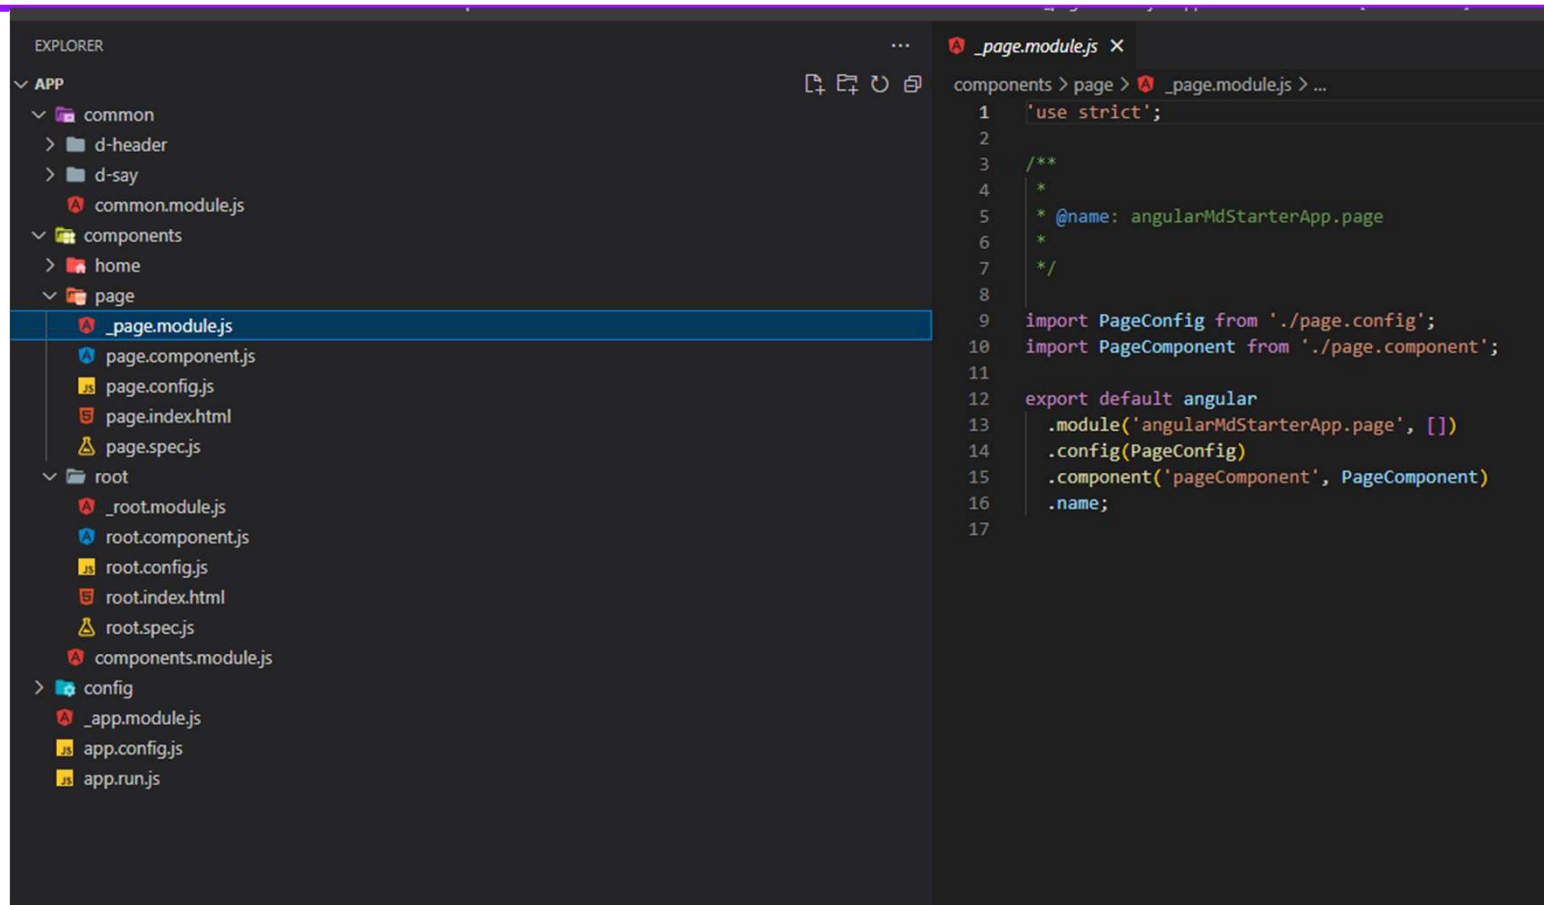 EXPLORER
APP
common
d-header
d-say
common.module.js
components
home
page
_page.module.js
page.component.js
page.config.js
page.index.html
page.spec.js
root
_root.module.js
root.component.js
root.config.js
root.index.html
root.spec.js
components.module.js
config
_app.module.js
app.config.js
app.run.js
_page.module.js
components > page > _page.module.js > ...
1 'use strict';
2
3 /**
4 *
5 * @name: angularMdStarterApp.page
6 *
7 */
8
9 import PageConfig from './page.config';
10 import PageComponent from './page.component';
11
12 export default angular
13 .module('angularMdStarterApp.page', [])
14 .config(PageConfig)
15 .component('pageComponent', PageComponent)
16 .name;
17